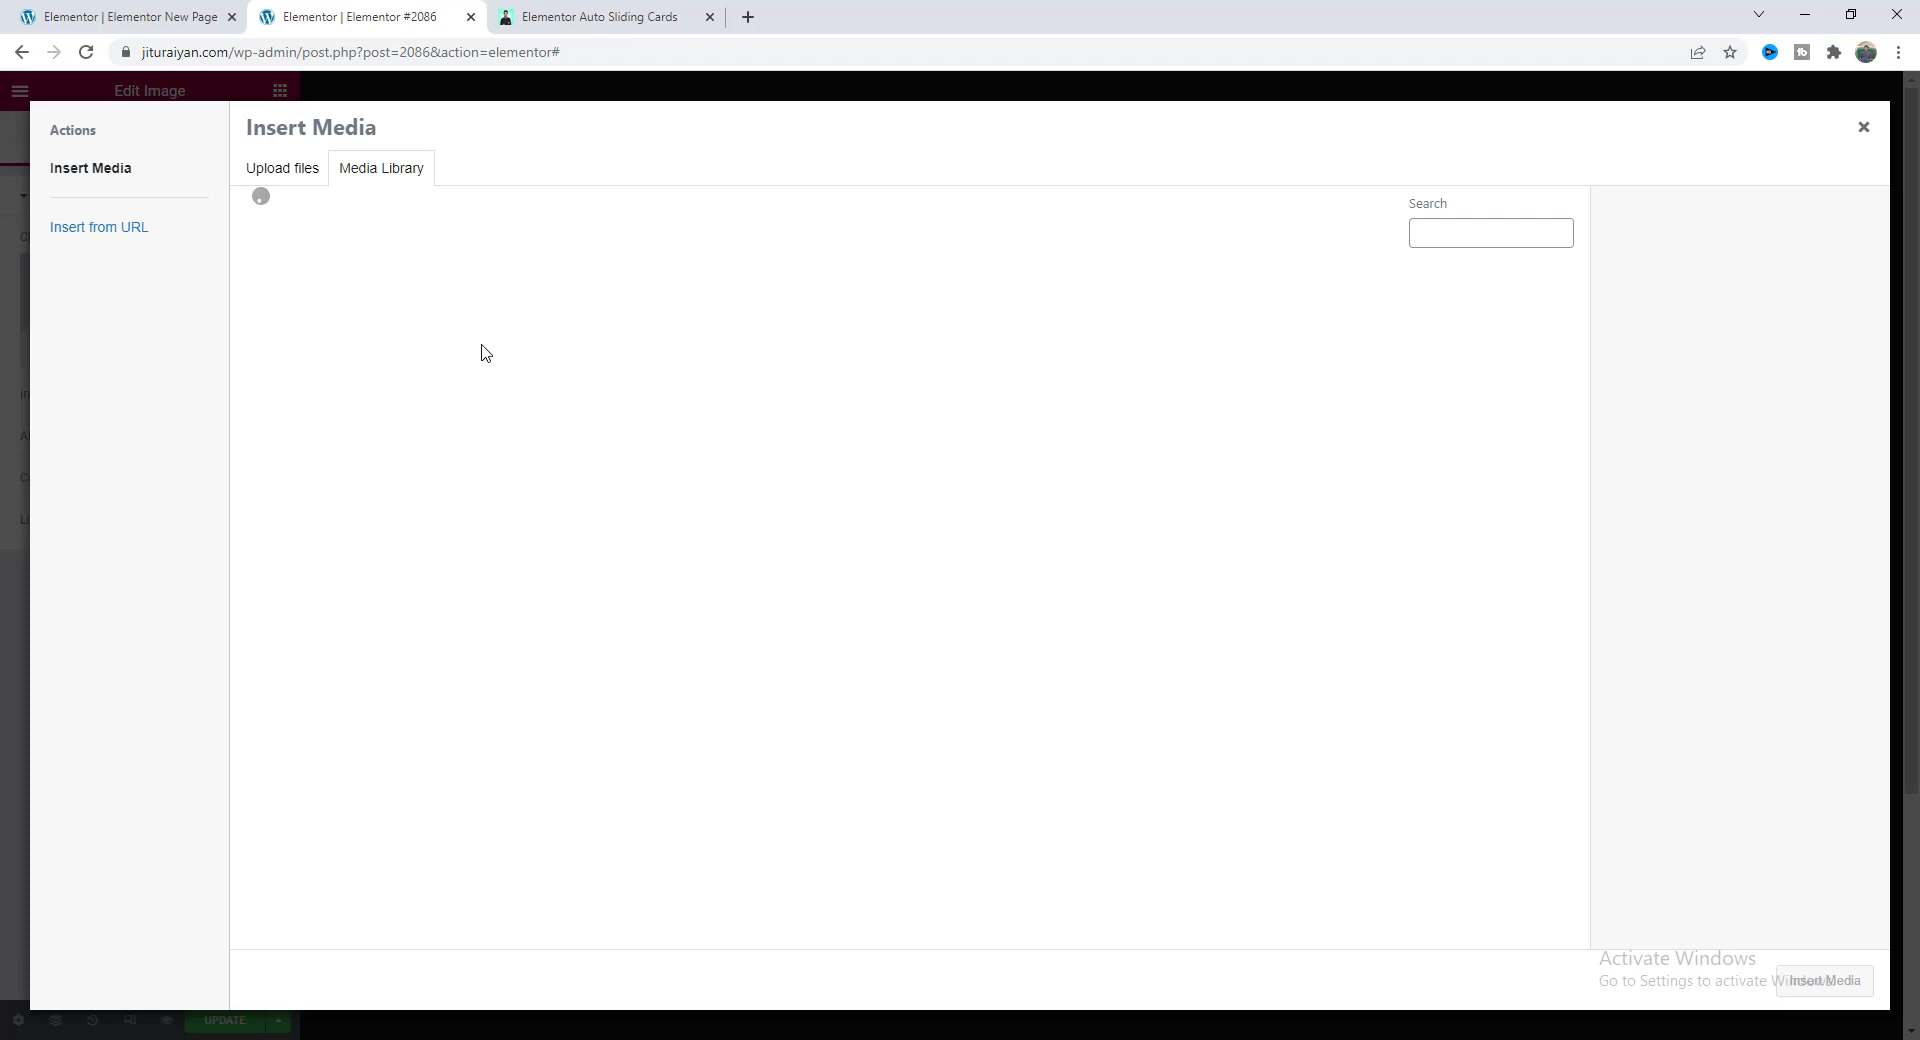 Elementor | Elementor New Page
Elementor | Elementor #2086
Elementor Auto Sliding Cards
jituraiyan.com/wp-admin/post.php?post=2086&action=elementor#
Edit Image
Actions
Insert Media
Insert from URL
Insert Media
Upload files
Media Library
Search
Activate Windows
Go to Settings to activate Windows.
Insert Media
UPDATE